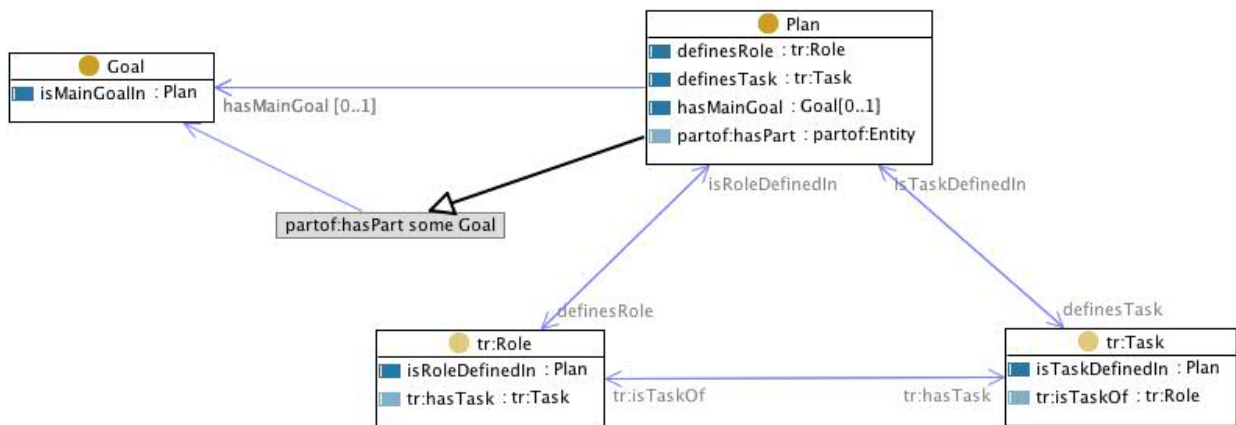 Plan
definesRole : tr:Role
definesTask : tr:Task
hasMainGoal : Goal[0..1]
partof:hasPart : partof:Entity
Goal
isMainGoalIn : Plan
hasMainGoal [0..1]
isRoleDefinedIn
isTaskDefinedIn
partof:hasPart some Goal
definesRole
definesTask
tr:Role
isRoleDefinedIn : Plan
tr:hasTask : tr:Task
tr:isTaskOf
tr:hasTask
tr:Task
isTaskDefinedIn : Plan
tr:isTaskOf : tr:Role